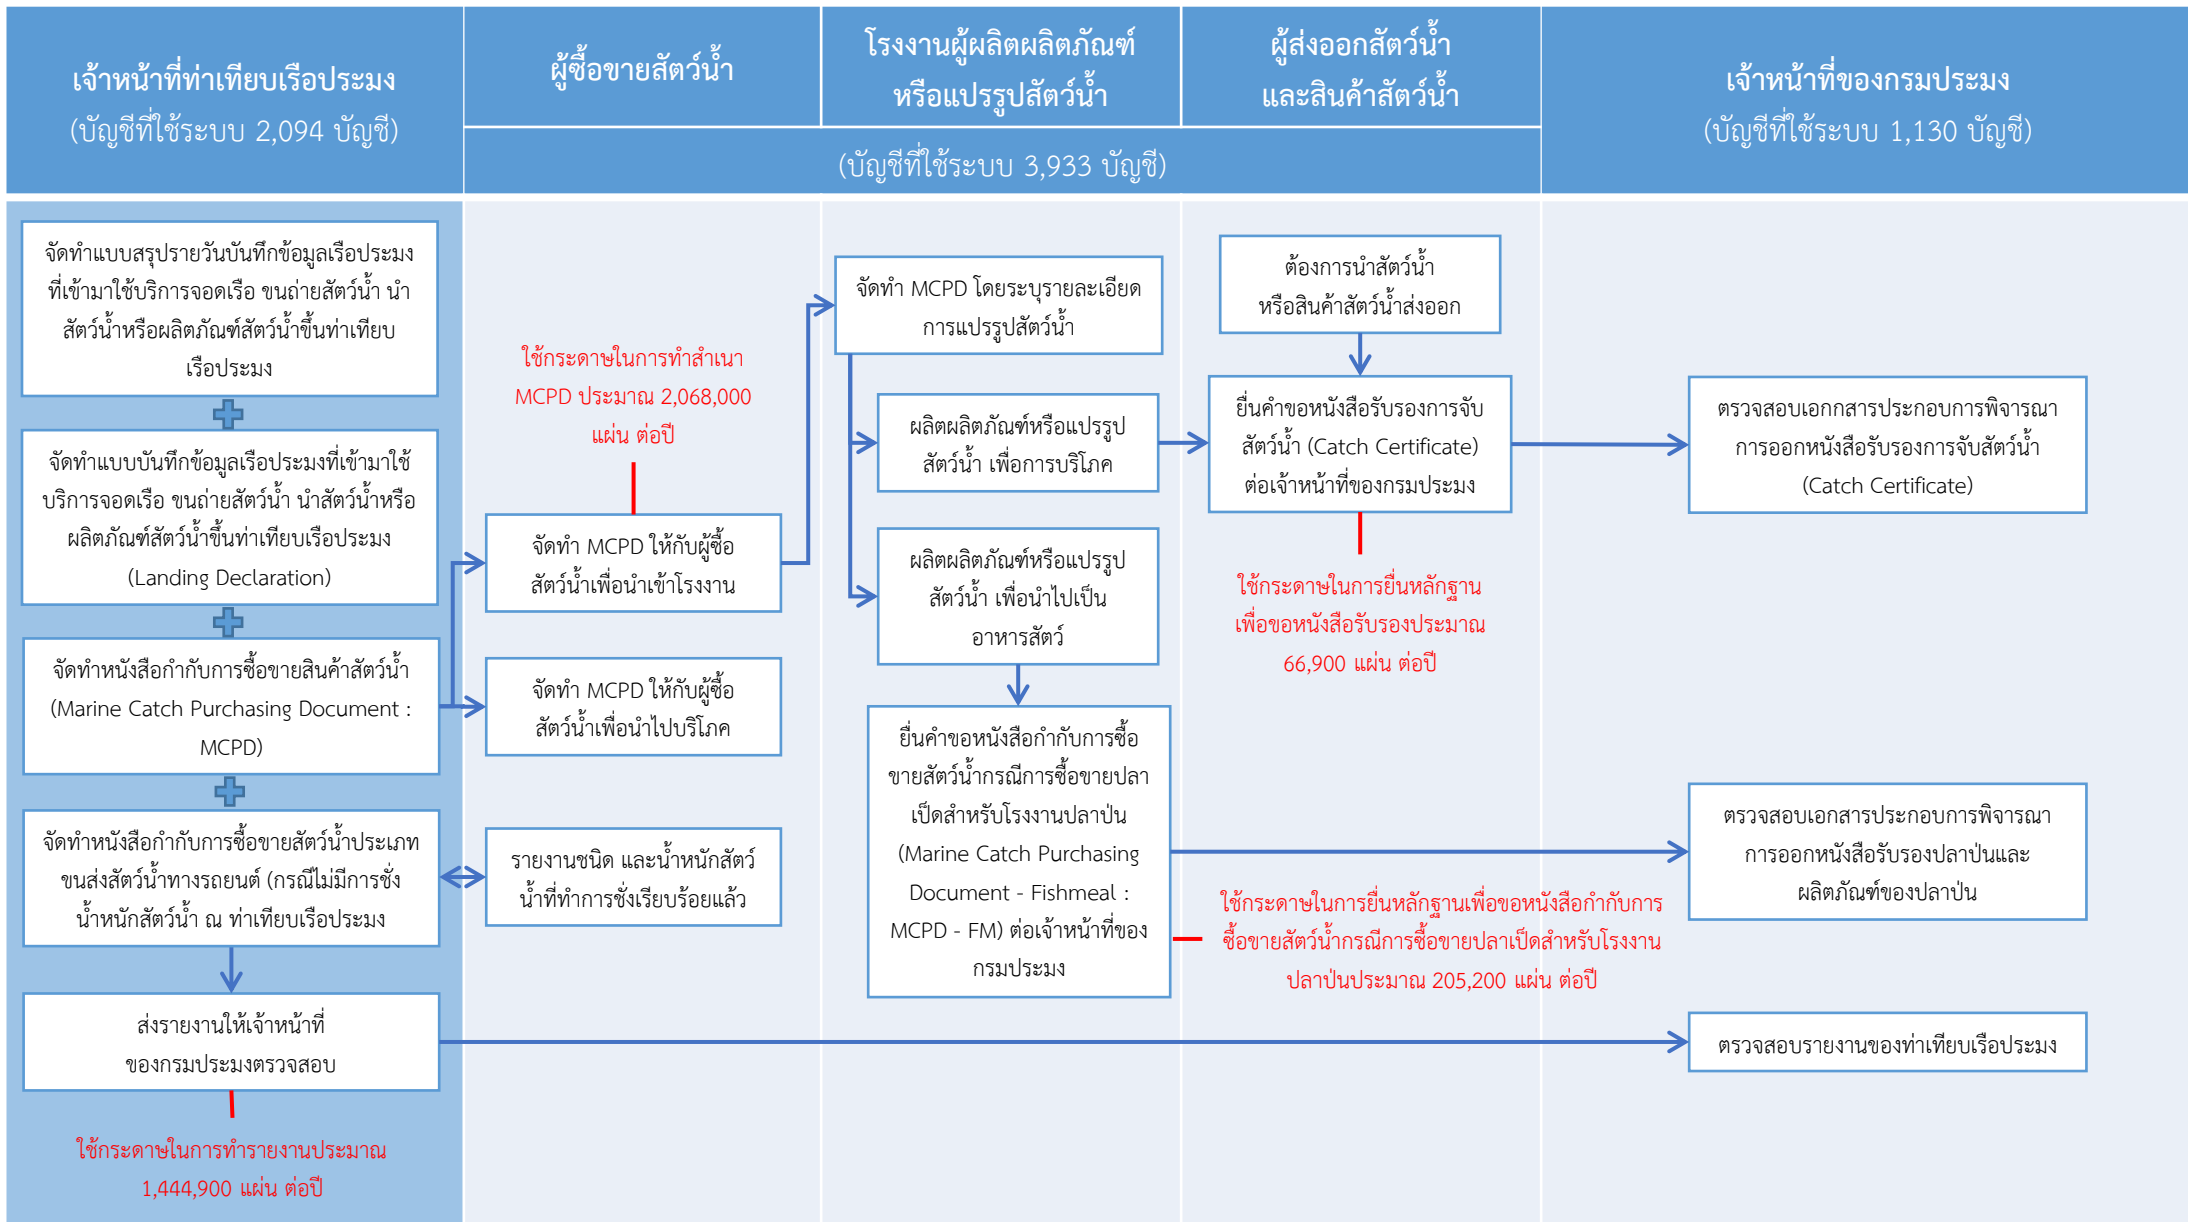 เจ้าหน้าที่ท่าเทียบเรือประมง
(บัญชีที่ใช้ระบบ 2,094 บัญชี)
ผู้ซื้อขายสัตว์น้ำ
โรงงานผู้ผลิตผลิตภัณฑ์
หรือแปรรูปสัตว์น้ำ
ผู้ส่งออกสัตว์น้ำ
และสินค้าสัตว์น้ำ
(บัญชีที่ใช้ระบบ 3,933 บัญชี)
เจ้าหน้าที่ของกรมประมง
(บัญชีที่ใช้ระบบ 1,130 บัญชี)
จัดทำแบบสรุปรายวันบันทึกข้อมูลเรือประมง
ที่เข้ามาใช้บริการจอดเรือ ขนถ่ายสัตว์น้ำ นำ
สัตว์น้ำหรือผลิตภัณฑ์สัตว์น้ำขึ้นท่าเทียบ
เรือประมง
จัดทำแบบบันทึกข้อมูลเรือประมงที่เข้ามาใช้
บริการจอดเรือ ขนถ่ายสัตว์น้ำ นำสัตว์น้ำหรือ
ผลิตภัณฑ์สัตว์น้ำขึ้นท่าเทียบเรือประมง
(Landing Declaration)
จัดทำหนังสือกำกับการซื้อขายสินค้าสัตว์น้ำ
(Marine Catch Purchasing Document :
MCPD)
จัดทำหนังสือกำกับการซื้อขายสัตว์น้ำประเภท
ขนส่งสัตว์น้ำทางรถยนต์ (กรณีไม่มีการชั่ง
น้ำหนักสัตว์น้ำ ณ ท่าเทียบเรือประมง
ส่งรายงานให้เจ้าหน้าที่
ของกรมประมงตรวจสอบ
ใช้กระดาษในการทำรายงานประมาณ
1,444,900 แผ่น ต่อปี
ใช้กระดาษในการทำสำเนา
MCPD ประมาณ 2,068,000
แผ่น ต่อปี
จัดทำ MCPD ให้กับผู้ซื้อ
สัตว์น้ำเพื่อนำเข้าโรงงาน
จัดทำ MCPD ให้กับผู้ซื้อ
สัตว์น้ำเพื่อนำไปบริโภค
รายงานชนิด และน้ำหนักสัตว์
น้ำที่ทำการชั่งเรียบร้อยแล้ว
จัดทำ MCPD โดยระบุรายละเอียด
การแปรรูปสัตว์น้ำ
ผลิตผลิตภัณฑ์หรือแปรรูป
สัตว์น้ำ เพื่อการบริโภค
ผลิตผลิตภัณฑ์หรือแปรรูป
สัตว์น้ำ เพื่อนำไปเป็น
อาหารสัตว์
ยื่นคำขอหนังสือกำกับการซื้อ
ขายสัตว์น้ำกรณีการซื้อขายปลา
เป็ดสำหรับโรงงานปลาป่น
(Marine Catch Purchasing
Document - Fishmeal :
MCPD - FM) ต่อเจ้าหน้าที่ของ
กรมประมง
ต้องการนำสัตว์น้ำ
หรือสินค้าสัตว์น้ำส่งออก
ยื่นคำขอหนังสือรับรองการจับ
สัตว์น้ำ (Catch Certificate)
ต่อเจ้าหน้าที่ของกรมประมง
ใช้กระดาษในการยื่นหลักฐาน
เพื่อขอหนังสือรับรองประมาณ
66,900 แผ่น ต่อปี
ใช้กระดาษในการยื่นหลักฐานเพื่อขอหนังสือกำกับการ
ซื้อขายสัตว์น้ำกรณีการซื้อขายปลาเป็ดสำหรับโรงงาน
ปลาป่นประมาณ 205,200 แผ่น ต่อปี
ตรวจสอบเอกกสารประกอบการพิจารณา
การออกหนังสือรับรองการจับสัตว์น้ำ
(Catch Certificate)
ตรวจสอบเอกสารประกอบการพิจารณา
การออกหนังสือรับรองปลาป่นและ
ผลิตภัณฑ์ของปลาป่น
ตรวจสอบรายงานของท่าเทียบเรือประมง